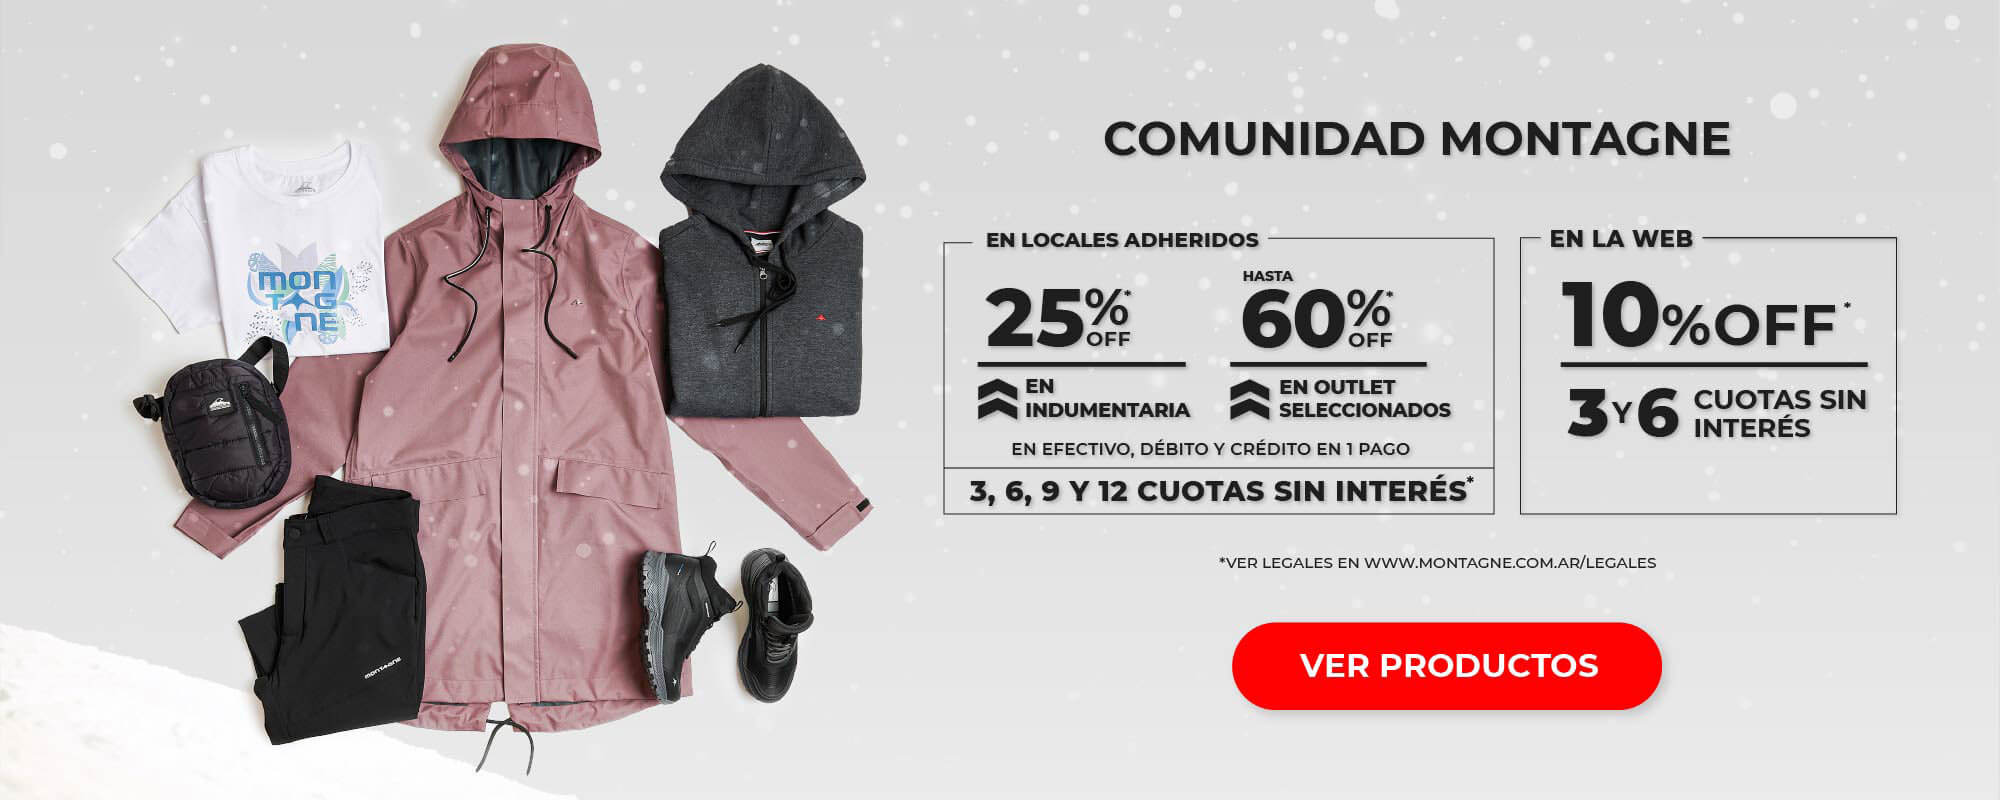 COMUNIDAD MONTAGNE
EN LOCALES ADHERIDOS
25%*
OFF
EN
INDUMENTARIA
HASTA
60%*
OFF
EN OUTLET
SELECCIONADOS
EN EFECTIVO, DÉBITO Y CRÉDITO EN 1 PAGO
3, 6, 9 Y 12 CUOTAS SIN INTERÉS*
EN LA WEB
10%OFF*
3 Y 6 CUOTAS SIN
INTERÉS
*VER LEGALES EN WWW.MONTAGNE.COM.AR/LEGALES
VER PRODUCTOS
MON
TAG
NE
MONTAGNE